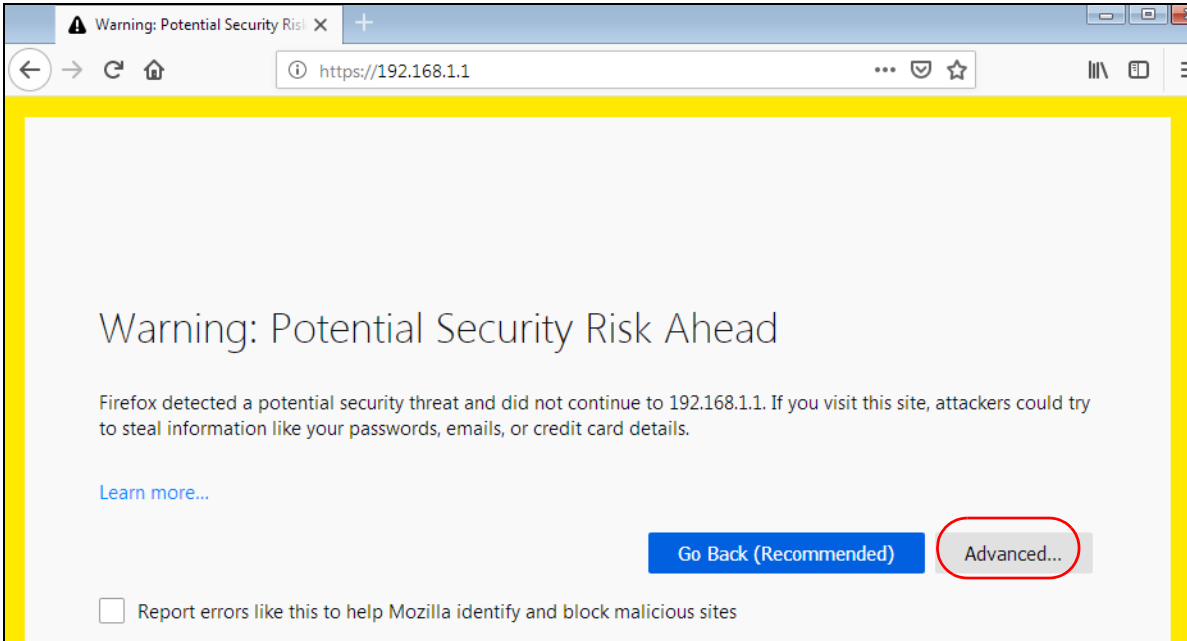 Warning: Potential Security Ris
https://192.168.1.1
Warning: Potential Security Risk Ahead
Firefox detected a potential security threat and did not continue to 192.168.1.1. If you visit this site, attackers could try
to steal information like your passwords, emails, or credit card details.
Learn more...
Go Back (Recommended)
Advanced...
Report errors like this to help Mozilla identify and block malicious sites